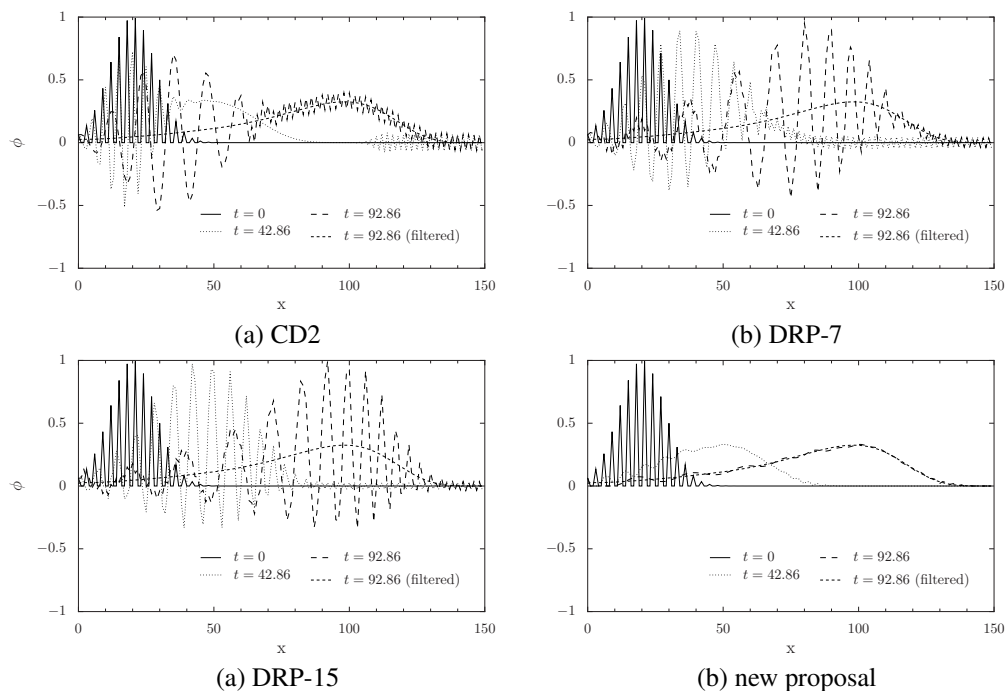 1
0.5
0
−0.5
−1
ϕ
0
50
100
150
x
t = 0
t = 42.86
t = 92.86
t = 92.86 (filtered)
(a) CD2
1
0.5
0
−0.5
−1
ϕ
0
50
100
150
x
t = 0
t = 42.86
t = 92.86
t = 92.86 (filtered)
(b) DRP-7
1
0.5
0
−0.5
−1
ϕ
0
50
100
150
x
t = 0
t = 42.86
t = 92.86
t = 92.86 (filtered)
(a) DRP-15
1
0.5
0
−0.5
−1
ϕ
0
50
100
150
x
t = 0
t = 42.86
t = 92.86
t = 92.86 (filtered)
(b) new proposal